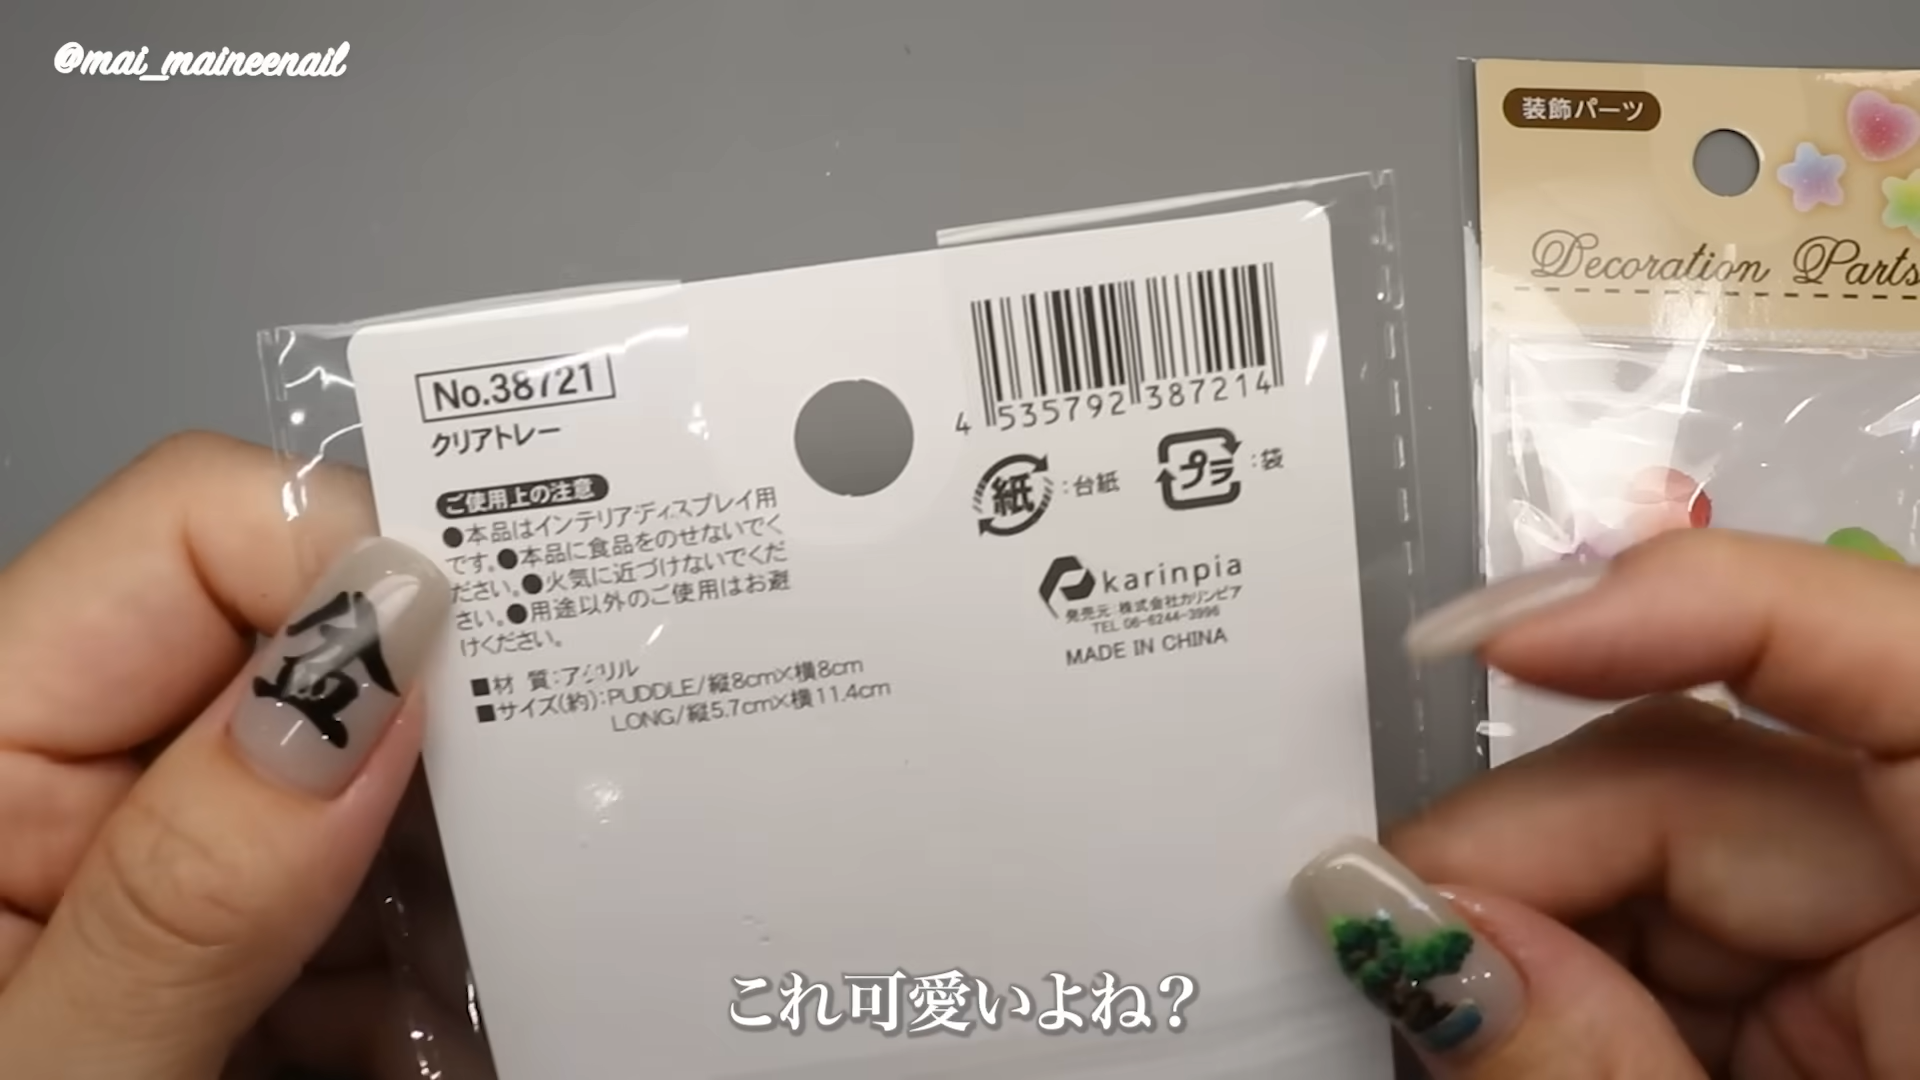 @mai_maineenail
装飾パーツ
Decoration Parts
No.38721
クリアトレー
4 535792 387214
紙:台紙
プラ:袋
ご使用上の注意
●本品はインテリアディスプレイ用
です。●本品に食品をのせないでく
ださい。●火気に近づけないでくだ
さい。●用途以外のご使用はお避
けください。
■材 質:アクリル
■サイズ(約):PUDDLE/縦8cm×横8cm
LONG/縦5.7cm×横11.4cm
karinpia
発売元:株式会社カリンピア
TEL 06-6244-3996
MADE IN CHINA
これ可愛いよね?